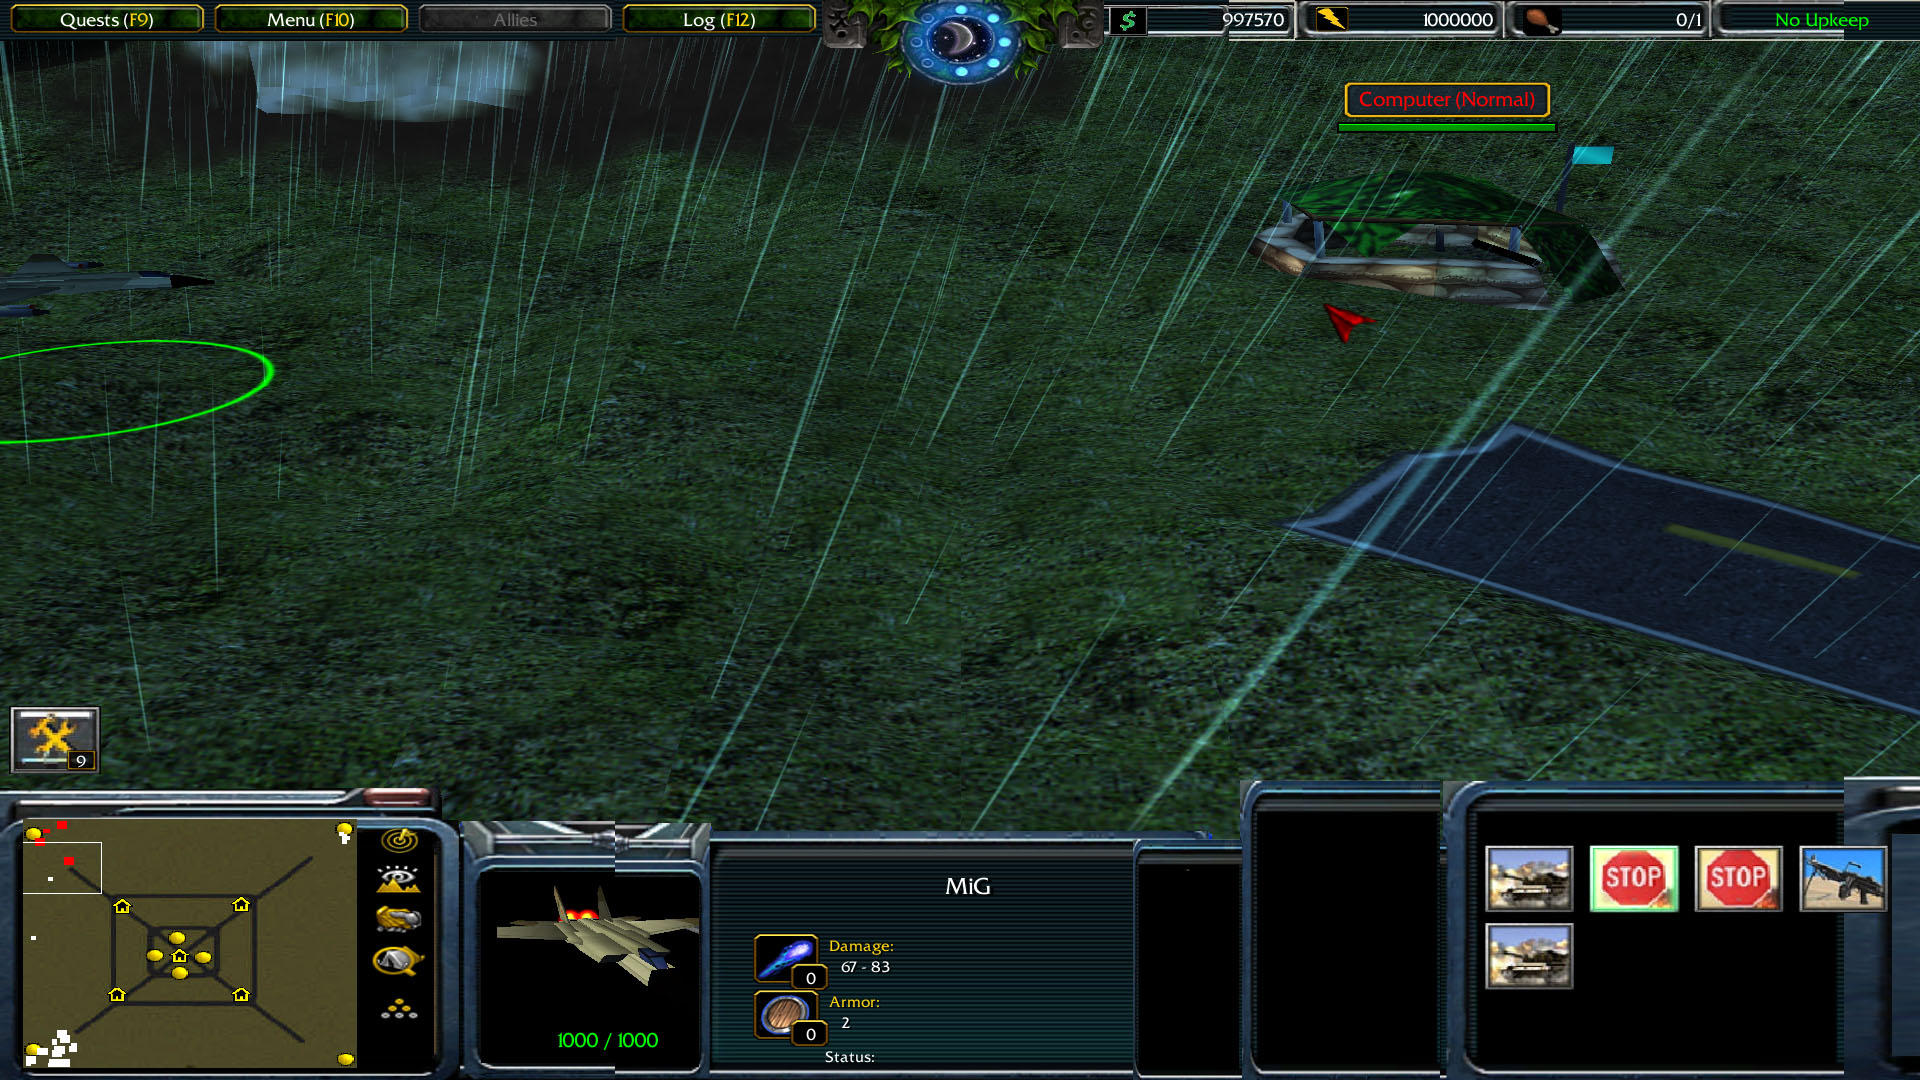 Quests (F9) Menu (F10) Allies Log (F12) $ 997570 1000000 0/1 No Upkeep
Computer (Normal)
9
MiG
STOP STOP
Damage:
67 - 83
0
Armor:
2
0
1000 / 1000
Status: